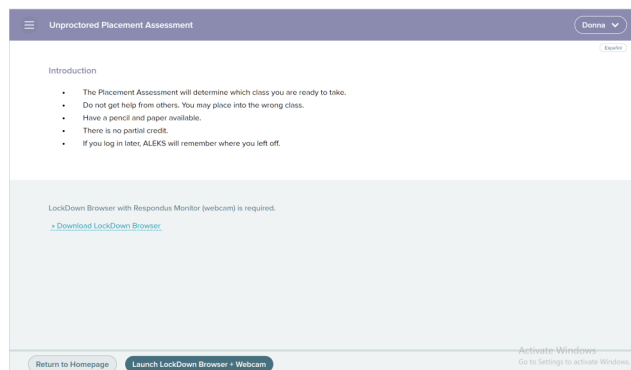 Unproctored Placement Assessment
Donna
Español
Introduction
• The Placement Assessment will determine which class you are ready to take.
• Do not get help from others. You may place into the wrong class.
• Have a pencil and paper available.
• There is no partial credit.
• If you log in later, ALEKS will remember where you left off.
LockDown Browser with Respondus Monitor (webcam) is required.
» Download LockDown Browser
Activate Windows
Go to Settings to activate Windows.
Return to Homepage
Launch LockDown Browser + Webcam